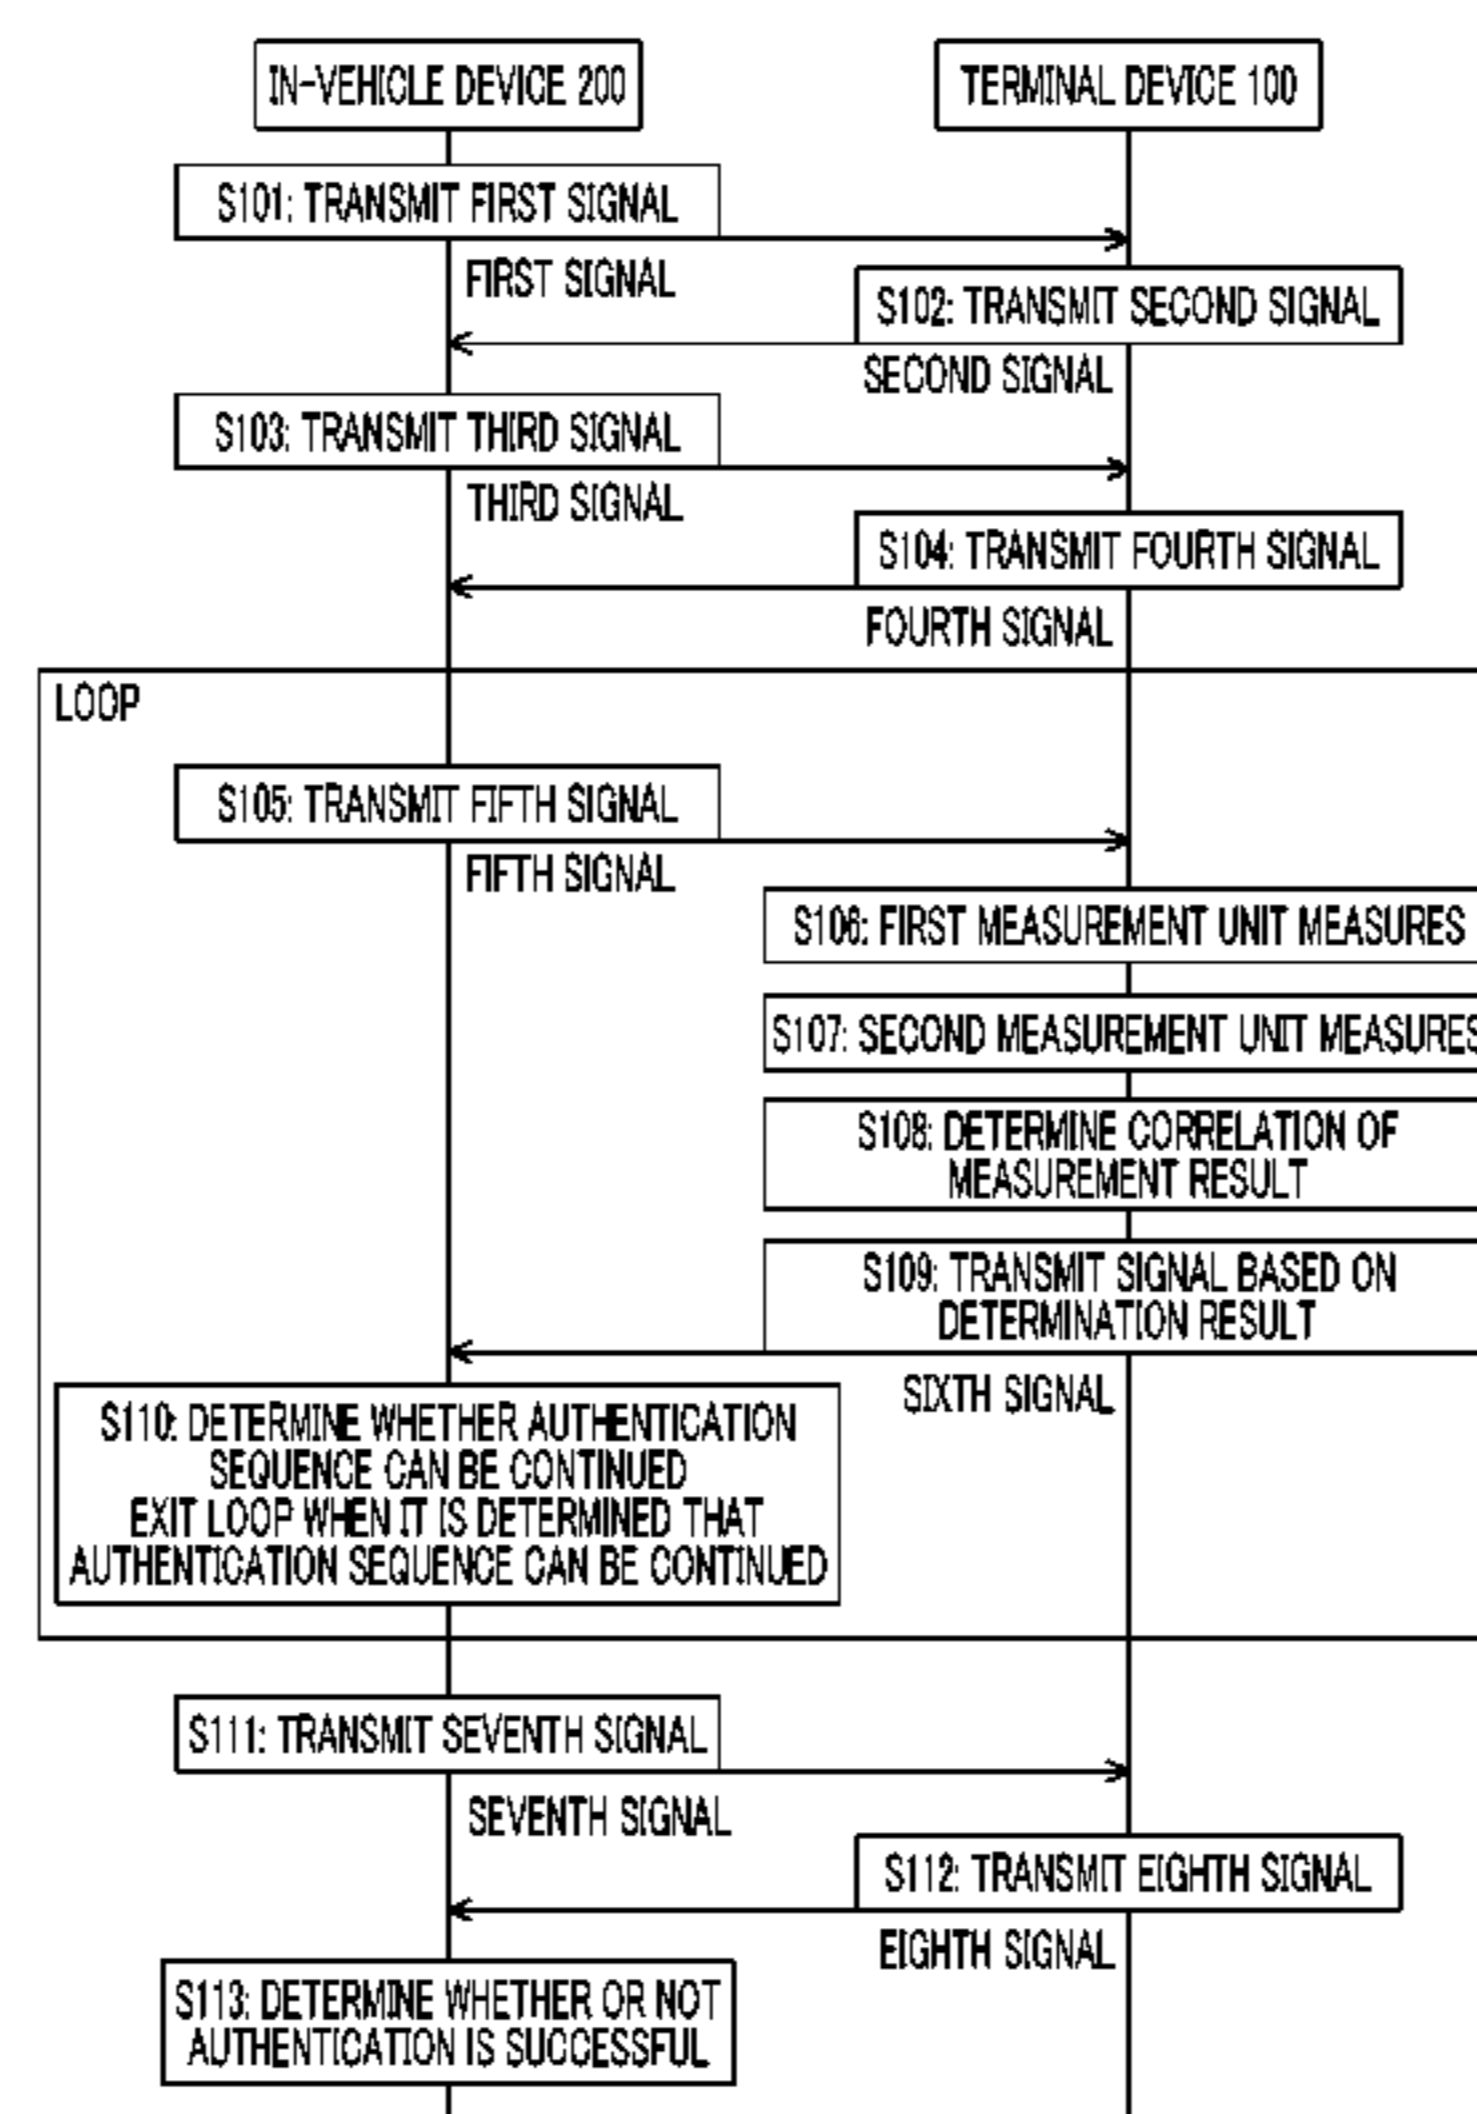 IN-VEHICLE DEVICE 200
TERMINAL DEVICE 100
S101: TRANSMIT FIRST SIGNAL
FIRST SIGNAL
S102: TRANSMIT SECOND SIGNAL
SECOND SIGNAL
S103: TRANSMIT THIRD SIGNAL
THIRD SIGNAL
S104: TRANSMIT FOURTH SIGNAL
FOURTH SIGNAL
LOOP
S105: TRANSMIT FIFTH SIGNAL
FIFTH SIGNAL
S106: FIRST MEASUREMENT UNIT MEASURES
S107: SECOND MEASUREMENT UNIT MEASURES
S108: DETERMINE CORRELATION OF
MEASUREMENT RESULT
S109: TRANSMIT SIGNAL BASED ON
DETERMINATION RESULT
SIXTH SIGNAL
S110: DETERMINE WHETHER AUTHENTICATION
SEQUENCE CAN BE CONTINUED
EXIT LOOP WHEN IT IS DETERMINED THAT
AUTHENTICATION SEQUENCE CAN BE CONTINUED
S111: TRANSMIT SEVENTH SIGNAL
SEVENTH SIGNAL
S112: TRANSMIT EIGHTH SIGNAL
EIGHTH SIGNAL
S113: DETERMINE WHETHER OR NOT
AUTHENTICATION IS SUCCESSFUL